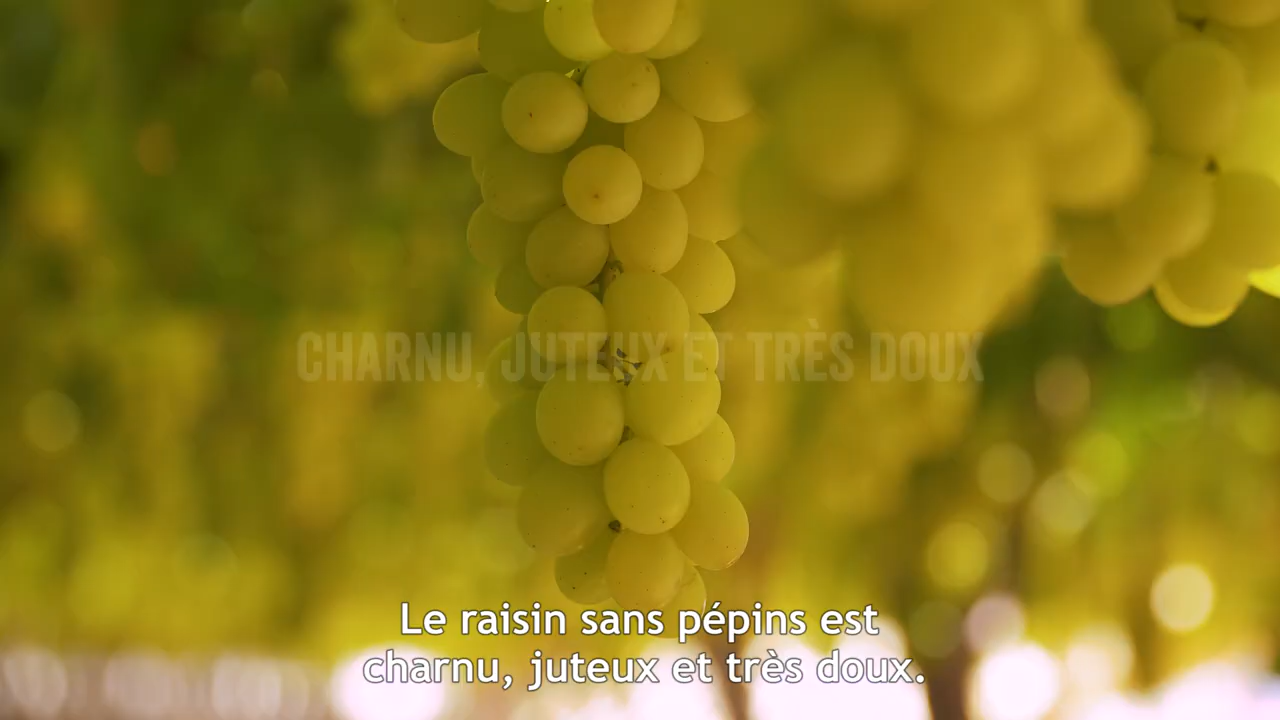 CHARNU, JUTEUX ET TRÈS DOUX
Le raisin sans pépins est
charnu, juteux et très doux.